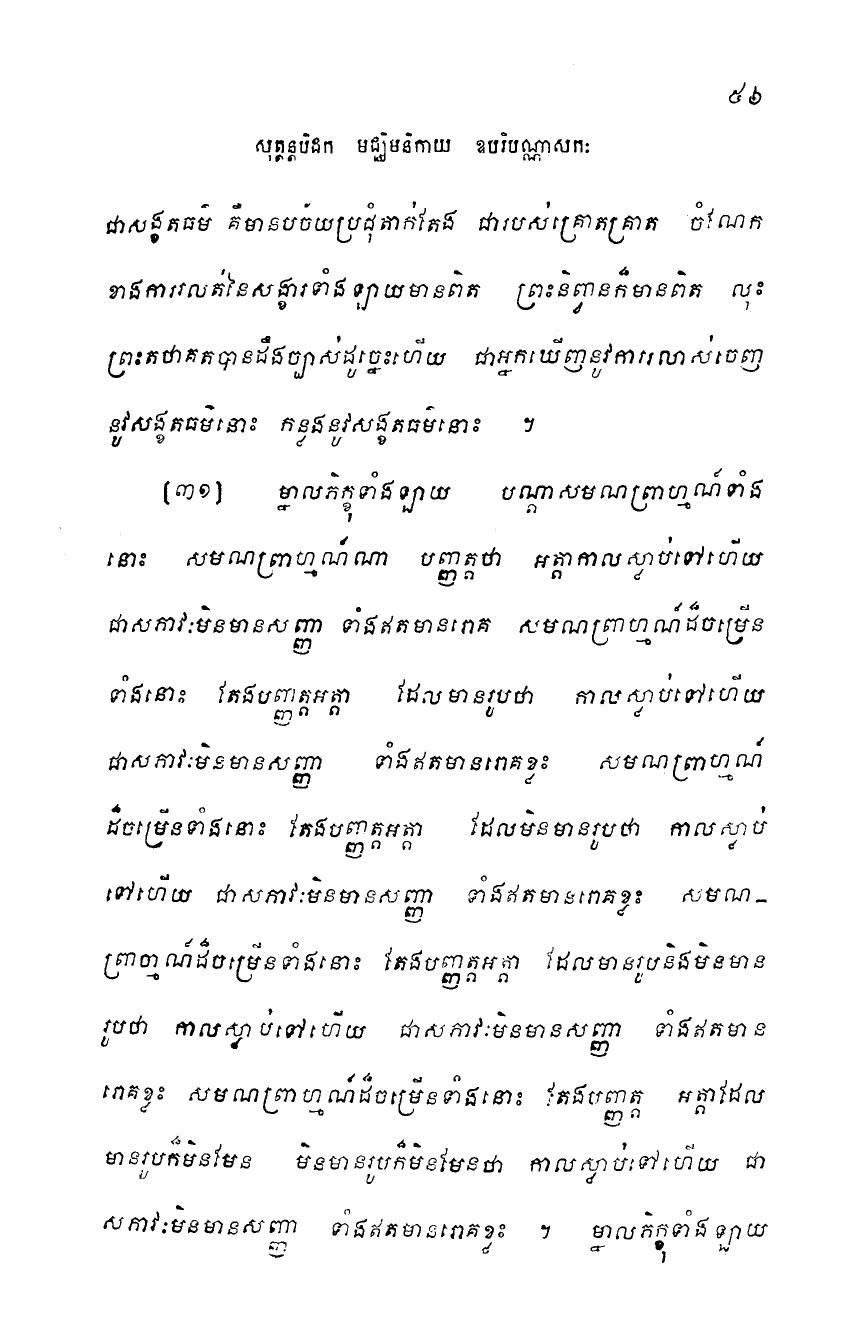 ៥៦
សុត្តន្តបិដក មជ្ឈិមនិកាយ ឧបរិបណ្ណាសកៈ
ជាសង្ខតធម៌ គឺមានបច្ច័យប្រជុំតាក់តែង ជារបស់គ្រោតគ្រាត ចំណែក
ខាងការរលត់នៃសង្ខារទាំងឡាយមានពិត ព្រះនិព្វានក៏មានពិត លុះ
ព្រះតថាគតបានដឹងច្បាស់ដូច្នេះហើយ ជាអ្នកឃើញនូវការរលាស់ចេញ
នូវសង្ខតធម៌នោះ កន្លងនូវសង្ខតធម៌នោះ ។
[៣១] ម្នាលភិក្ខុទាំងឡាយ បណ្តាសមណព្រាហ្មណ៍ទាំង
នោះ សមណព្រាហ្មណ៍ណា បញ្ញត្តថា អត្តាកាលស្លាប់ទៅហើយ
ជាសភាវៈមិនមានសញ្ញា ទាំងឥតមានរោគ សមណព្រាហ្មណ៍ដ៏ចម្រើន
ទាំងនោះ តែងបញ្ញត្តអត្តា ដែលមានរូបថា កាលស្លាប់ទៅហើយ
ជាសភាវៈមិនមានសញ្ញា ទាំងឥតមានរោគខ្លះ សមណព្រាហ្មណ៍
ដ៏ចម្រើនទាំងនោះ តែងបញ្ញត្តអត្តា ដែលមិនមានរូបថា កាលស្លាប់
ទៅហើយ ជាសភាវៈមិនមានសញ្ញា ទាំងឥតមានរោគខ្លះ សមណ-
ព្រាហ្មណ៍ដ៏ចម្រើនទាំងនោះ តែងបញ្ញត្តអត្តា ដែលមានរូបនិងមិនមាន
រូបថា កាលស្លាប់ទៅហើយ ជាសភាវៈមិនមានសញ្ញា ទាំងឥតមាន
រោគខ្លះ សមណព្រាហ្មណ៍ដ៏ចម្រើនទាំងនោះ តែងបញ្ញត្ត អត្តាដែល
មានរូបក៏មិនមែន មិនមានរូបក៏មិនមែនថា កាលស្លាប់ទៅហើយ ជា
សភាវៈមិនមានសញ្ញា ទាំងឥតមានរោគខ្លះ ។ ម្នាលភិក្ខុទាំងឡាយ